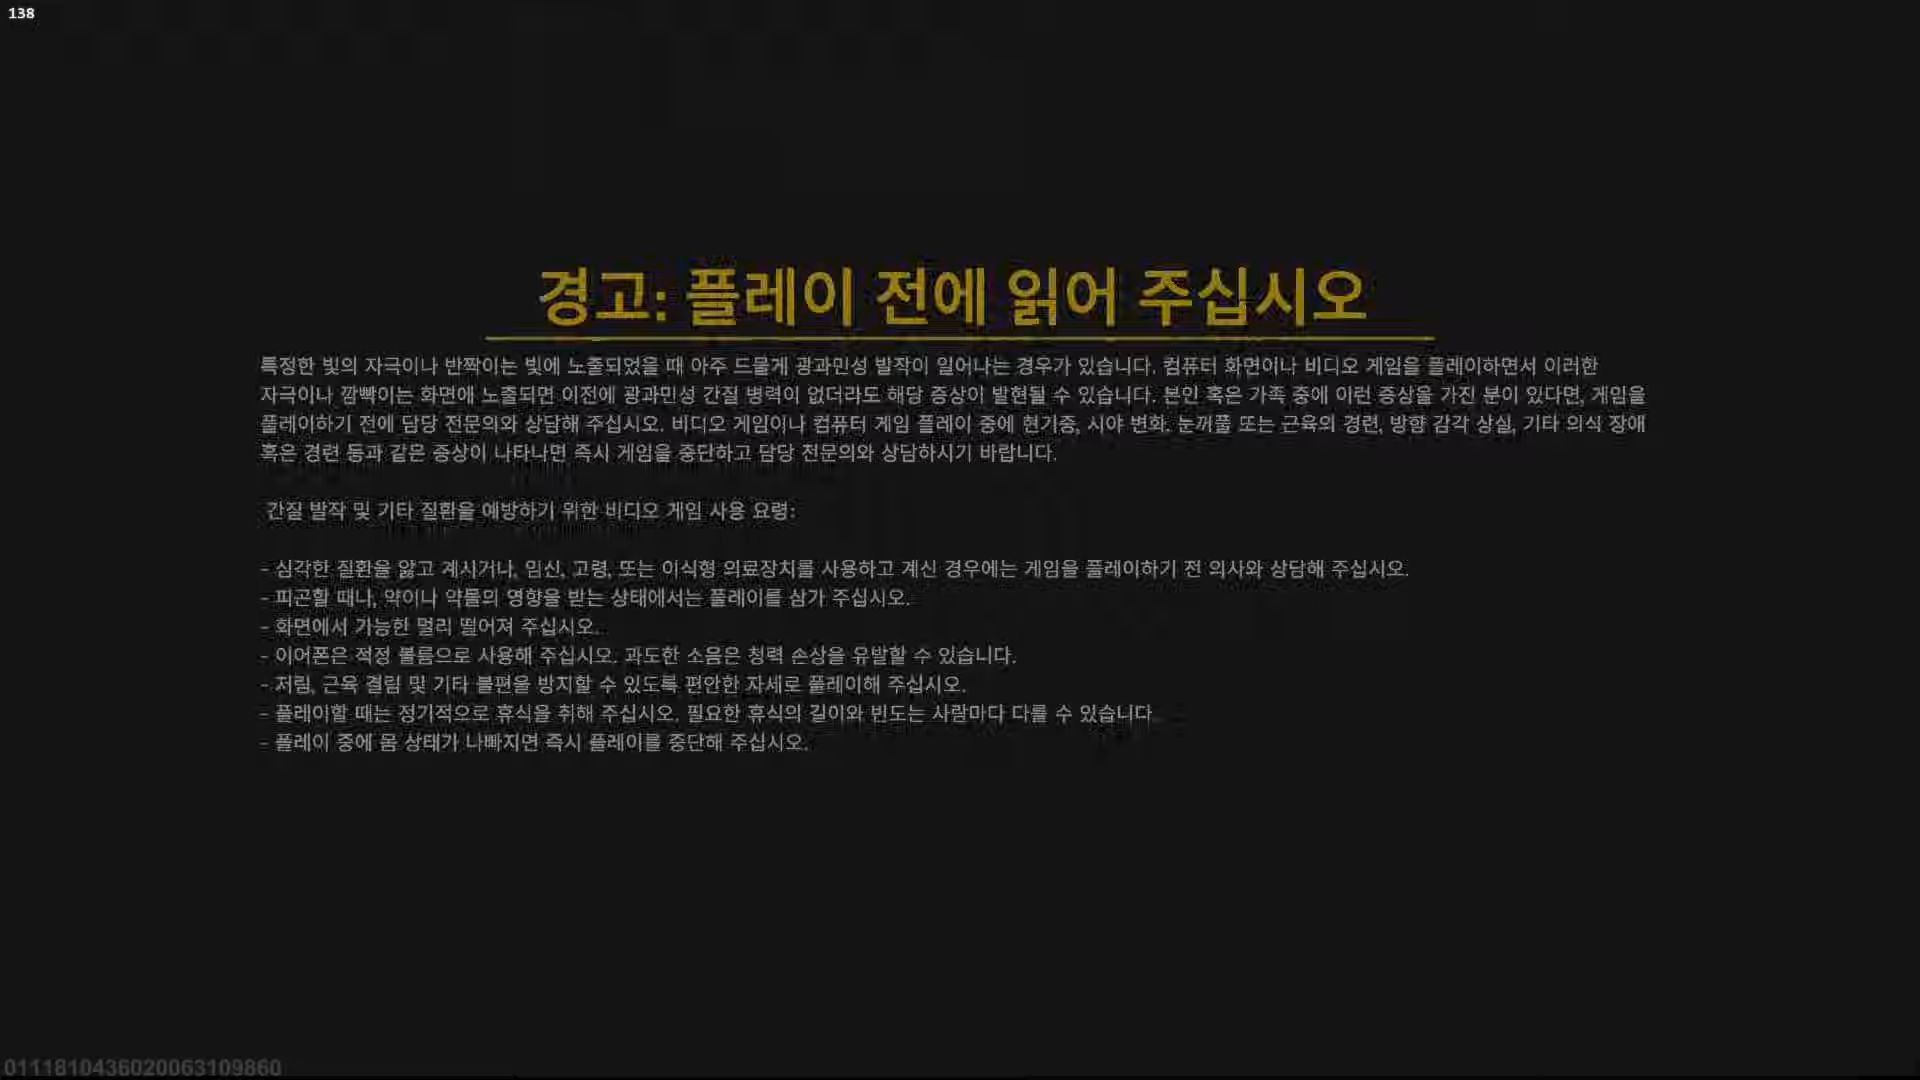 138
경고: 플레이 전에 읽어 주십시오
특정한 빛의 자극이나 반짝이는 빛에 노출되었을 때 아주 드물게 광과민성 발작이 일어나는 경우가 있습니다. 컴퓨터 화면이나 비디오 게임을 플레이하면서 이러한
자극이나 깜빡이는 화면에 노출되면 이전에 광과민성 간질 병력이 없더라도 해당 증상이 발현될 수 있습니다. 본인 혹은 가족 중에 이런 증상을 가진 분이 있다면, 게임을
플레이하기 전에 담당 전문의와 상담해 주십시오. 비디오 게임이나 컴퓨터 게임 플레이 중에 현기증, 시야 변화, 눈꺼풀 또는 근육의 경련, 방향 감각 상실, 기타 의식 장애
혹은 경련 등과 같은 증상이 나타나면 즉시 게임을 중단하고 담당 전문의와 상담하시기 바랍니다.
간질 발작 및 기타 질환을 예방하기 위한 비디오 게임 사용 요령:
- 심각한 질환을 앓고 계시거나, 임신, 고령, 또는 이식형 의료장치를 사용하고 계신 경우에는 게임을 플레이하기 전 의사와 상담해 주십시오.
- 피곤할 때나, 약이나 약물의 영향을 받는 상태에서는 플레이를 삼가 주십시오.
- 화면에서 가능한 멀리 떨어져 주십시오.
- 이어폰은 적정 볼륨으로 사용해 주십시오. 과도한 소음은 청력 손상을 유발할 수 있습니다.
- 저림, 근육 결림 및 기타 불편을 방지할 수 있도록 편안한 자세로 플레이해 주십시오.
- 플레이할 때는 정기적으로 휴식을 취해 주십시오. 필요한 휴식의 길이와 빈도는 사람마다 다를 수 있습니다.
- 플레이 중에 몸 상태가 나빠지면 즉시 플레이를 중단해 주십시오.
0111810436020063109860